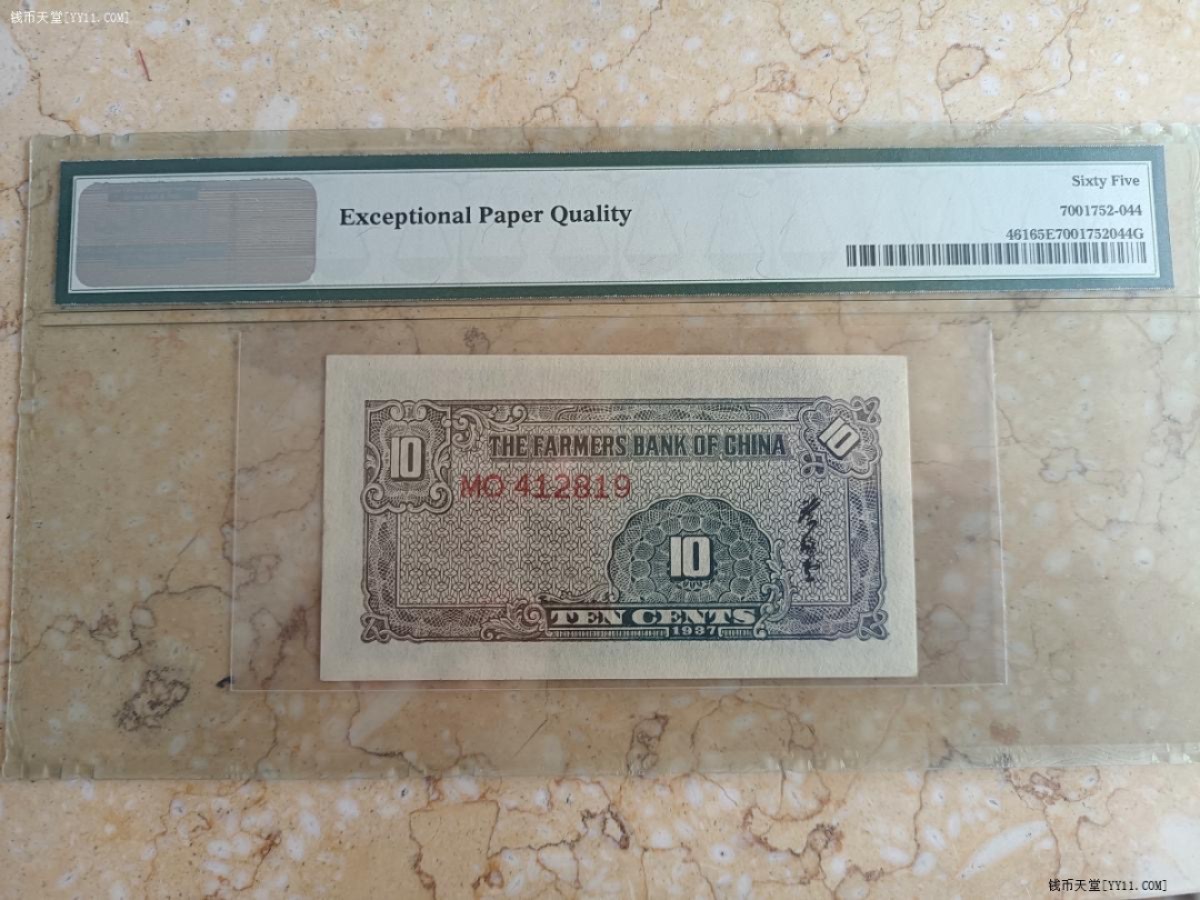 钱币天堂[YY11.COM]
Sixty Five
Exceptional Paper Quality
7001752-044
46165E7001752044G
10
THE FARMERS BANK OF CHINA
10
MO 412819
10
TEN CENTS
1937
钱币天堂[YY11.COM]